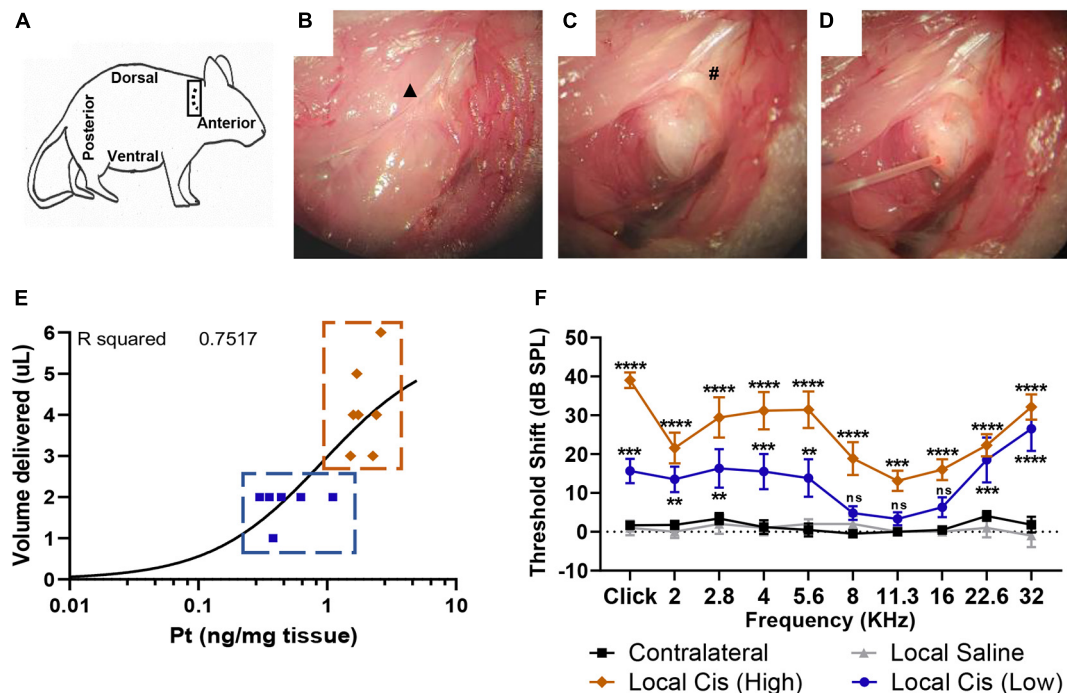 A
Dorsal
Anterior
Posterior
Ventral
B
▲
C
#
D
E
R squared 0.7517
Volume delivered (uL)
6
5
4
3
2
1
0
0.01 0.1 1 10
Pt (ng/mg tissue)
F
Threshold Shift (dB SPL)
50
40
30
20
10
0
-10
**** **** **** **** **** **** *** **** **** ****
*** ** ** *** ** ns ns ns *** ****
Click 2 2.8 4 5.6 8 11.3 16 22.6 32
Frequency (KHz)
Contralateral Local Saline
Local Cis (High) Local Cis (Low)